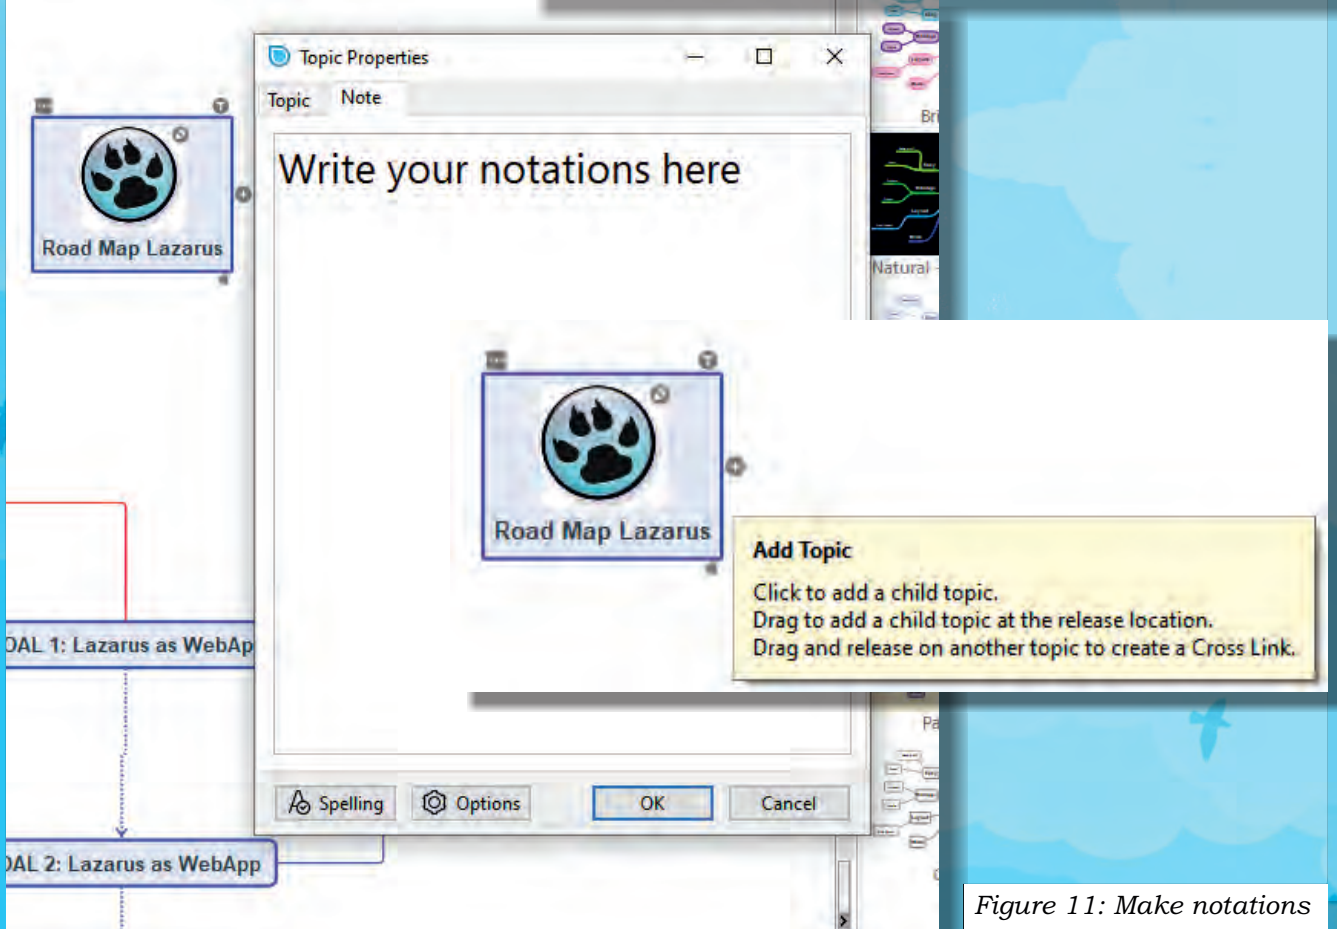 Topic Properties
Topic Note
Bri
Write your notations here
Road Map Lazarus
Natural -
Road Map Lazarus
Add Topic
Click to add a child topic.
Drag to add a child topic at the release location.
Drag and release on another topic to create a Cross Link.
OAL 1: Lazarus as WebAp
Pa
Spelling Options OK Cancel
OAL 2: Lazarus as WebApp
Figure 11: Make notations